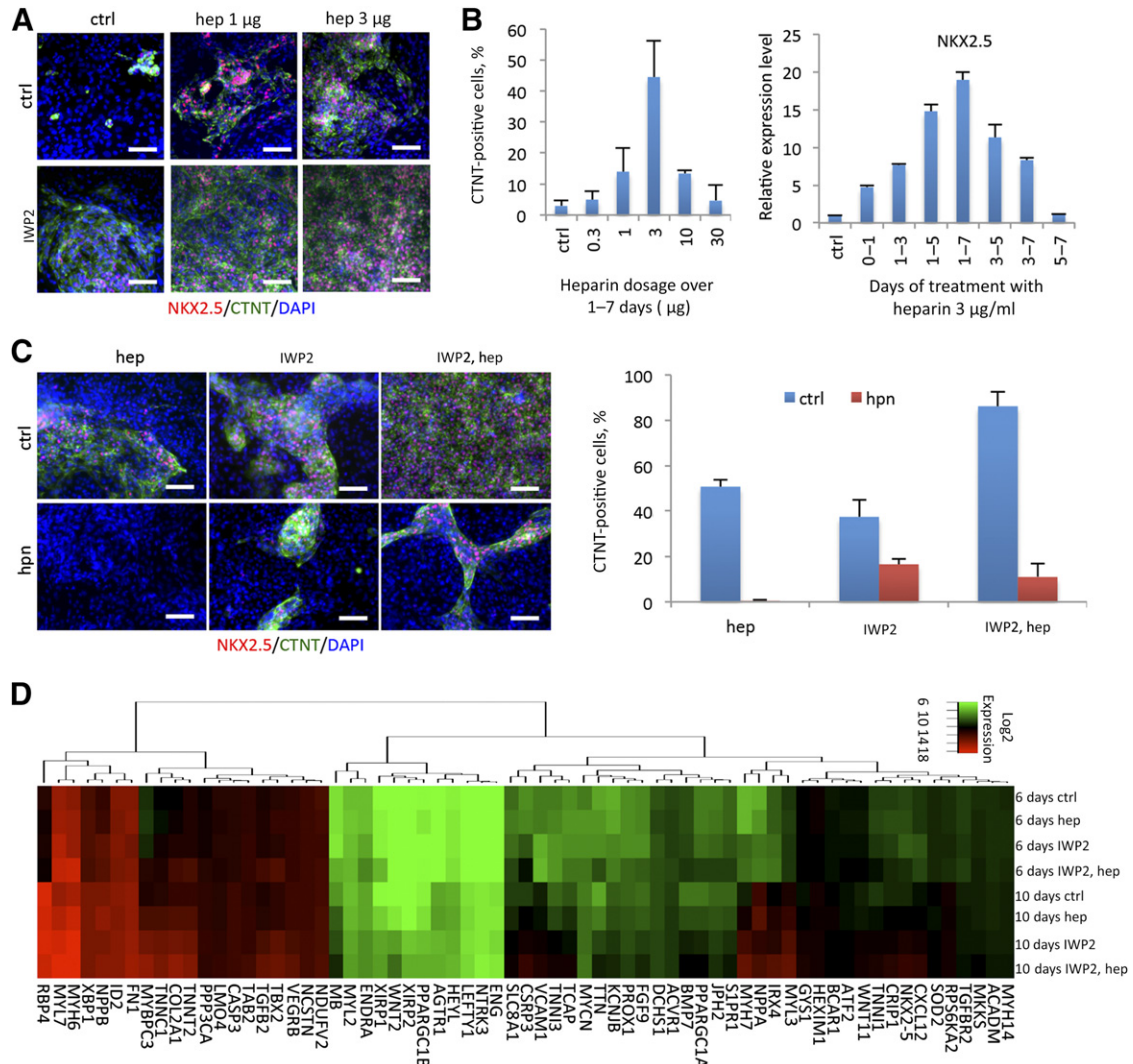 A
ctrl
hep 1 µg
hep 3 µg
ctrl
IWP2
NKX2.5/CTNT/DAPI
B
CTNT-positive cells, %
60
50
40
30
20
10
0
ctrl
0.3
1
3
10
30
Heparin dosage over
1–7 days ( µg)
NKX2.5
Relative expression level
25
20
15
10
5
0
ctrl
0–1
1–3
1–5
1–7
3–5
3–7
5–7
Days of treatment with
heparin 3 µg/ml
C
hep
IWP2
IWP2, hep
ctrl
hpn
NKX2.5/CTNT/DAPI
CTNT-positive cells, %
100
80
60
40
20
0
ctrl
hpn
hep
IWP2
IWP2, hep
D
Log2
Expression
6 10 14 18
6 days ctrl
6 days hep
6 days IWP2
6 days IWP2, hep
10 days ctrl
10 days hep
10 days IWP2
10 days IWP2, hep
RBP4
MYL7
MYH6
XBP1
NPPB
ID2
FN1
MYBPC3
TNNC1
COL2A1
TNNT2
PPP3CA
LMO4
CASP3
TAB2
TGFB2
TBX2
VEGFB
NCSTN
NDUFV2
MB
MYL2
ENDRA
XIRP1
WNT2
XIRP2
PPARGC1B
AGTR1
HEYL
LEFTY1
NTRK3
ENG
SLC8A1
CSRP3
VCAM1
TNNI3
TCAP
MYCN
TTN
KCNJB
PROX1
FGF9
DCHS1
ACVR1
BMP7
PPARGC1A
JPH2
S1PR1
MYH7
NPPA
IRX4
MYL3
GYS1
HEXIM1
BCAR1
ATF2
WNT11
TNNI1
CRIP1
NKX2-5
CXCL12
SOD2
RPS6KA2
TGFBR2
MKKS
ACADM
MYH14